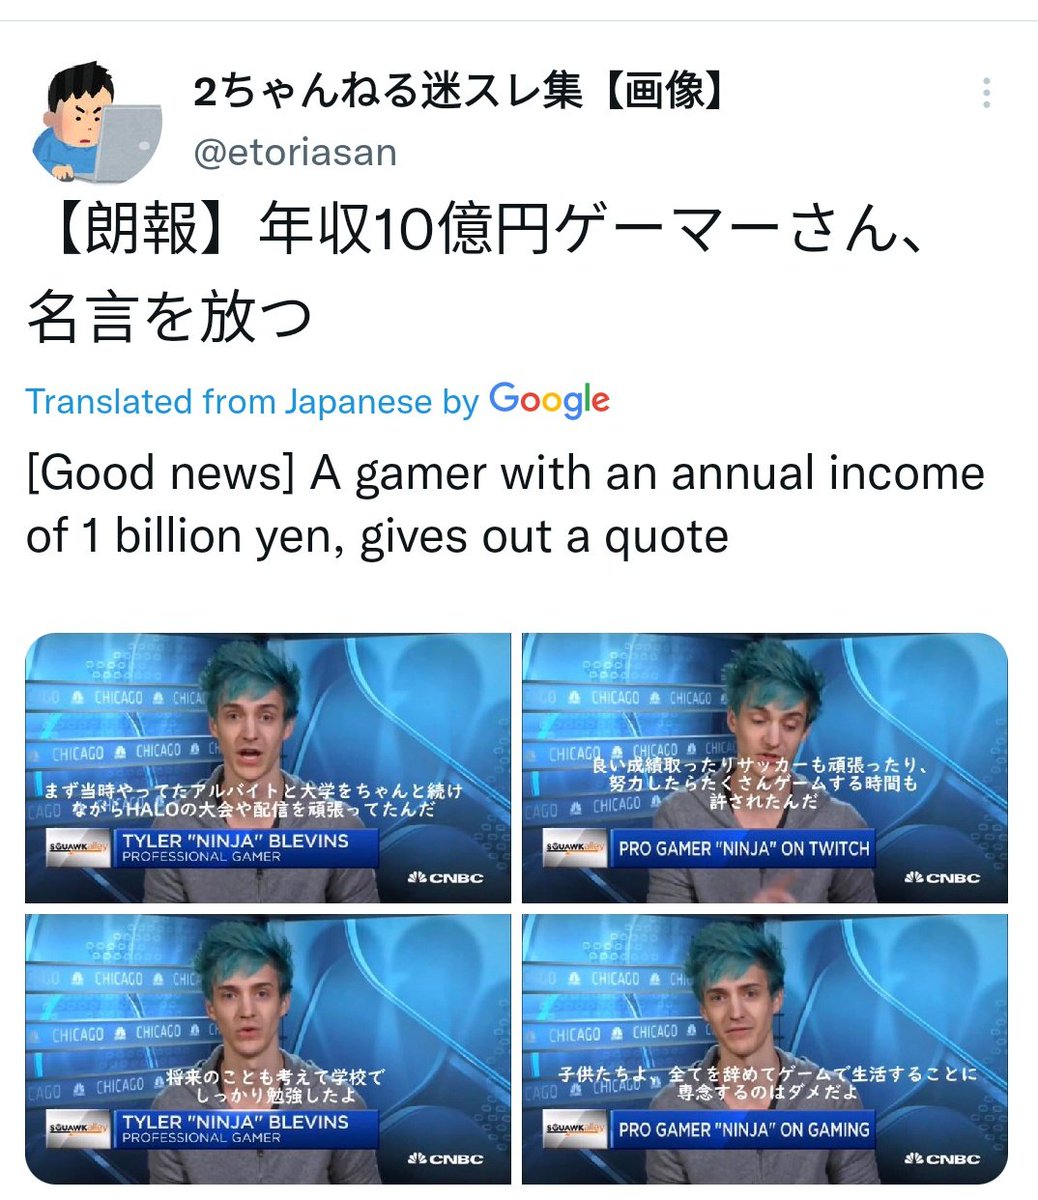 2ちゃんねる迷スレ集【画像】
@etoriasan
【朗報】年収10億円ゲーマーさん、
名言を放つ
Translated from Japanese by Google
[Good news] A gamer with an annual income
of 1 billion yen, gives out a quote
CHICAGO CHICA
CHICAGO CHICAGO CH
まず当時やってたアルバイトと大学をちゃんと続け
ながらHALOの大会や配信を頑張ってたんだ
SQUAWK alley
TYLER "NINJA" BLEVINS
PROFESSIONAL GAMER
CNBC
CHICAGO CHICAGO
CHICAGO CHICAGO CHICA
良い成績取ったりサッカーも頑張ったり、
努力したらたくさんゲームする時間も
許されたんだ
CAGO CHICAGO
SQUAWK alley
PRO GAMER "NINJA" ON TWITCH
CNBC
CHICAGO CHIC
CHICAGO CHICAGO
将来のことも考えて学校で
しっかり勉強したよ
CAGO CHICAGO
SQUAWK alley
TYLER "NINJA" BLEVINS
PROFESSIONAL GAMER
CNBC
CHICAGO CHI
CHICAGO CHICAGO
子供たちよ、全てを辞めてゲームで生活することに
専念するのはダメだよ
CAGO CHICAGO
SQUAWK alley
PRO GAMER "NINJA" ON GAMING
CNBC